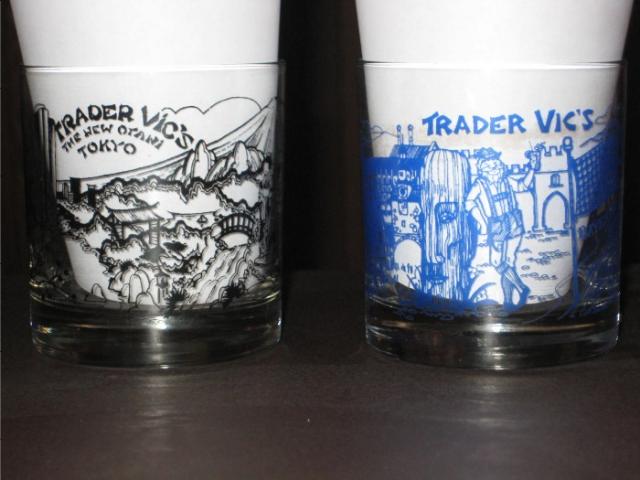 TRADER VIC'S
THE NEW OTANI
TOKYO
TRADER VIC'S